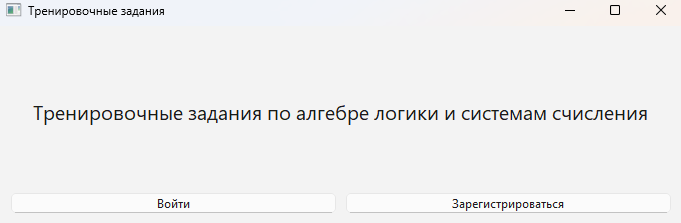 Тренировочные задания
Тренировочные задания по алгебре логики и системам счисления
Войти
Зарегистрироваться